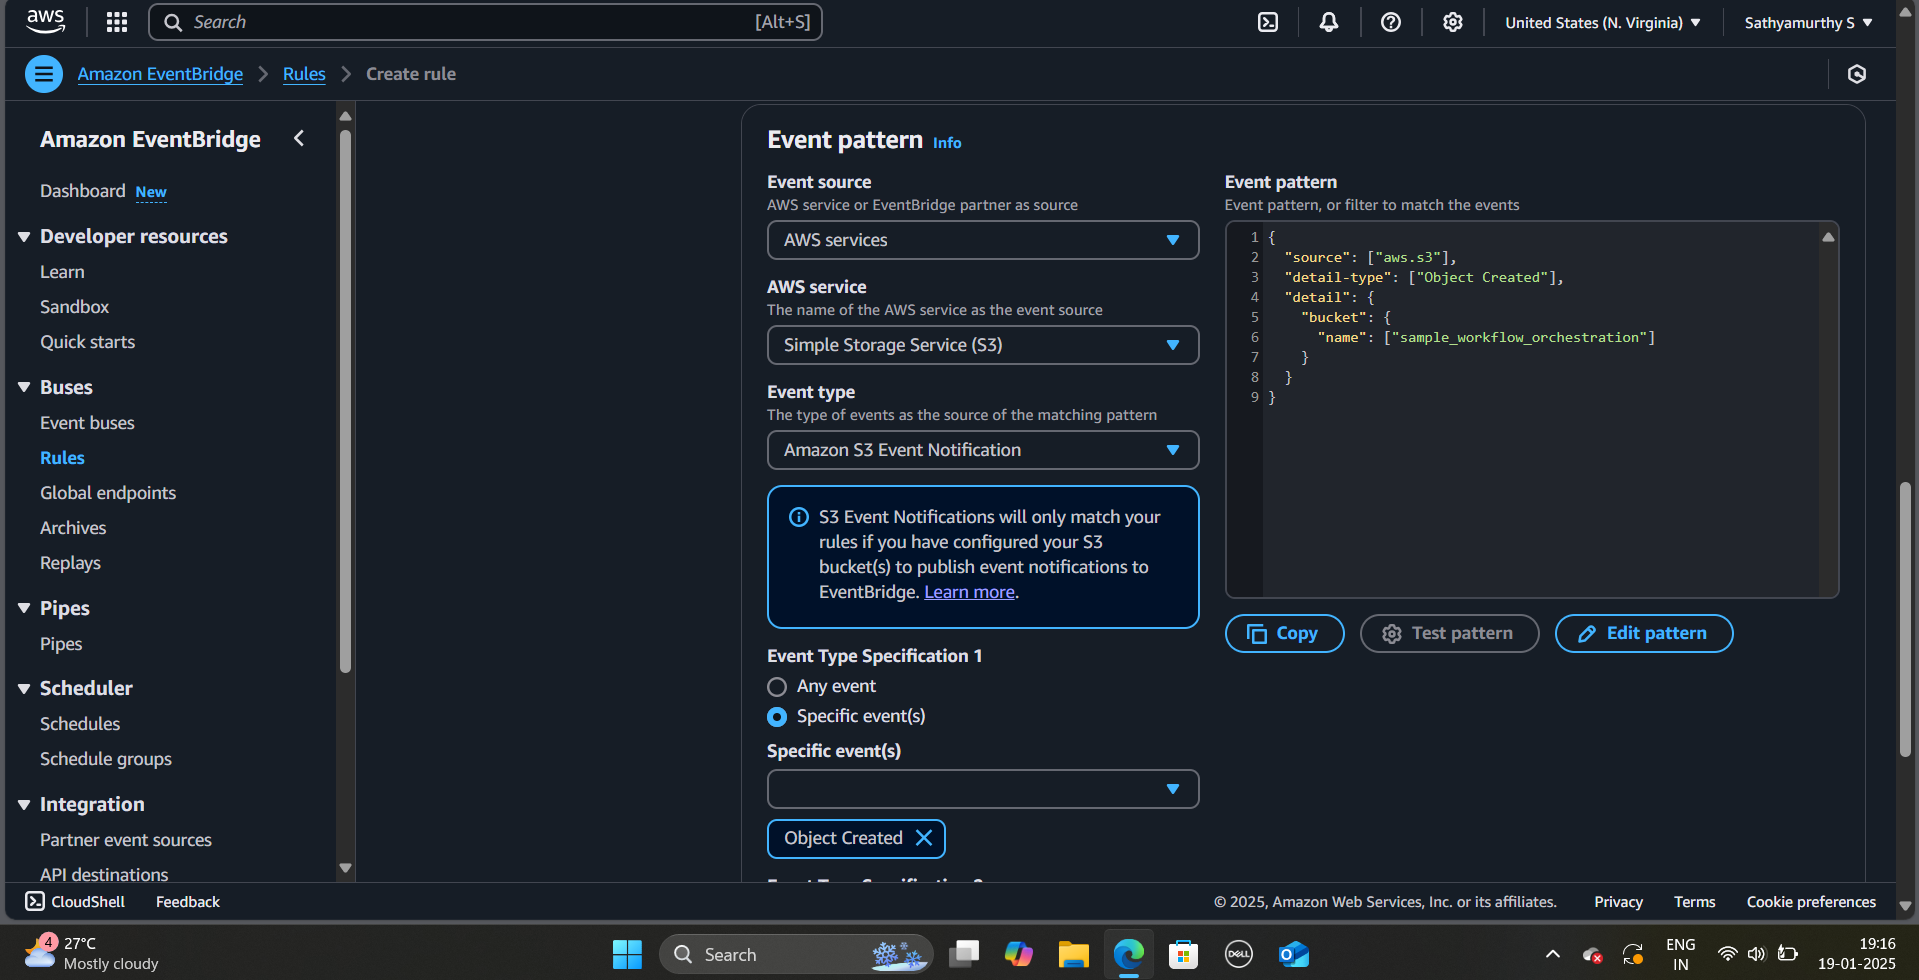 aws
Search [Alt+S]
United States (N. Virginia)
Sathyamurthy S
Amazon EventBridge
Rules
Create rule
Amazon EventBridge
Dashboard New
Developer resources
Learn
Sandbox
Quick starts
Buses
Event buses
Rules
Global endpoints
Archives
Replays
Pipes
Pipes
Scheduler
Schedules
Schedule groups
Integration
Partner event sources
API destinations
Event pattern Info
Event source
AWS service or EventBridge partner as source
AWS services
AWS service
The name of the AWS service as the event source
Simple Storage Service (S3)
Event type
The type of events as the source of the matching pattern
Amazon S3 Event Notification
S3 Event Notifications will only match your
rules if you have configured your S3
bucket(s) to publish event notifications to
EventBridge. Learn more.
Event Type Specification 1
Any event
Specific event(s)
Specific event(s)
Object Created
Event pattern
Event pattern, or filter to match the events
1 {
2 "source": ["aws.s3"],
3 "detail-type": ["Object Created"],
4 "detail": {
5 "bucket": {
6 "name": ["sample_workflow_orchestration"]
7 }
8 }
9 }
Copy
Test pattern
Edit pattern
CloudShell
Feedback
© 2025, Amazon Web Services, Inc. or its affiliates.
Privacy
Terms
Cookie preferences
4
27°C
Mostly cloudy
Search
DELL
ENG
IN
19:16
19-01-2025